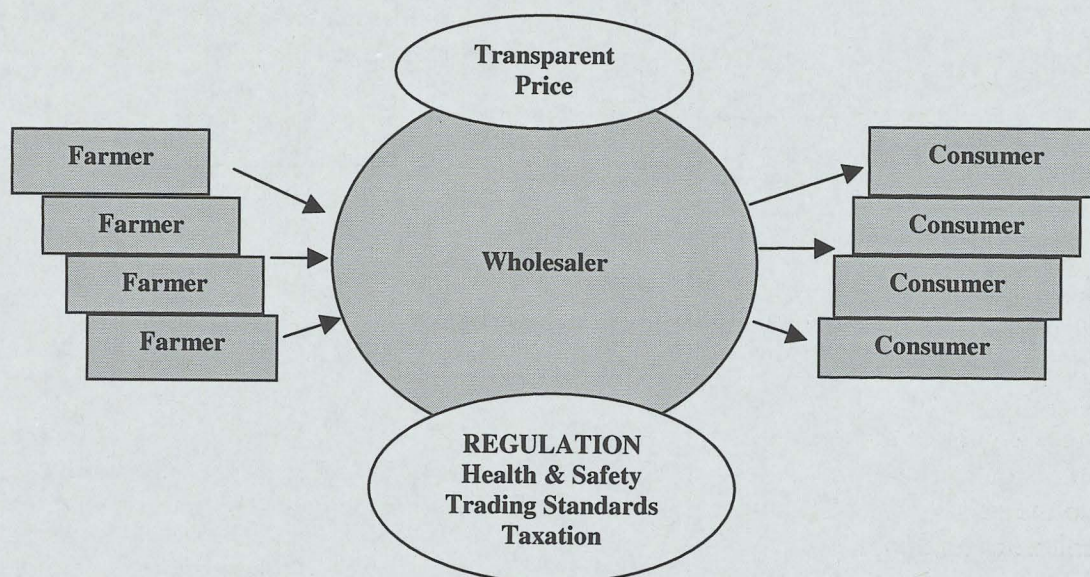 Transparent
Price
Farmer
Farmer
Farmer
Farmer
Wholesaler
Consumer
Consumer
Consumer
Consumer
REGULATION
Health & Safety
Trading Standards
Taxation